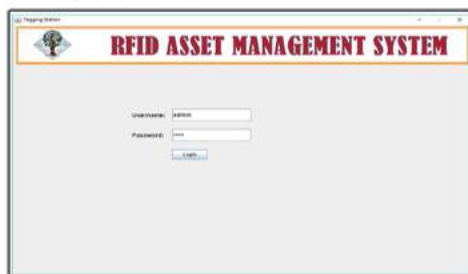 Tagging Station
RFID ASSET MANAGEMENT SYSTEM
Username: admin
Password: ****
Login